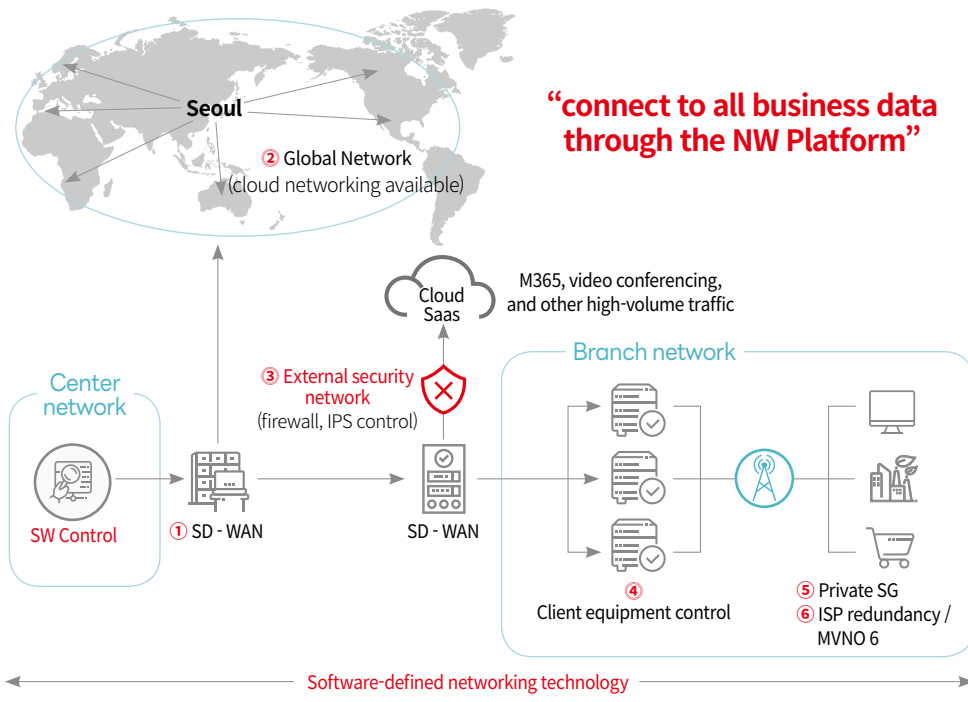 Seoul
“connect to all business data
through the NW Platform”
② Global Network
(cloud networking available)
Cloud
Saas
M365, video conferencing,
and other high-volume traffic
Center
network
③ External security
network
(firewall, IPS control)
Branch network
SW Control
① SD - WAN
SD - WAN
④
Client equipment control
⑤ Private SG
⑥ ISP redundancy /
MVNO 6
Software-defined networking technology